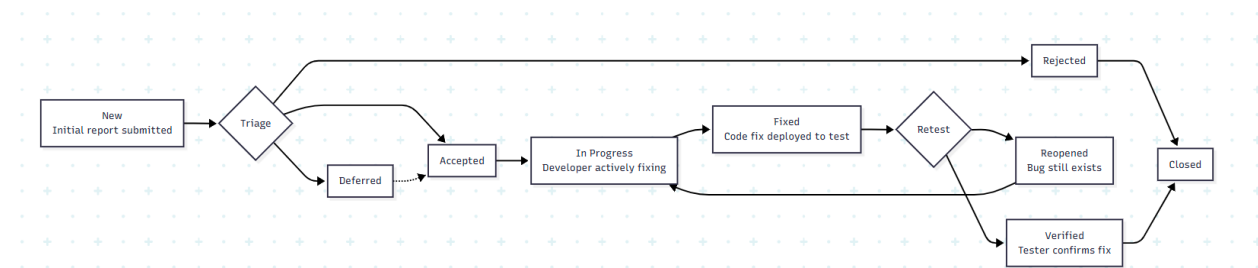 New
Initial report submitted
Triage
Deferred
Accepted
In Progress
Developer actively fixing
Fixed
Code fix deployed to test
Retest
Reopened
Bug still exists
Verified
Tester confirms fix
Rejected
Closed